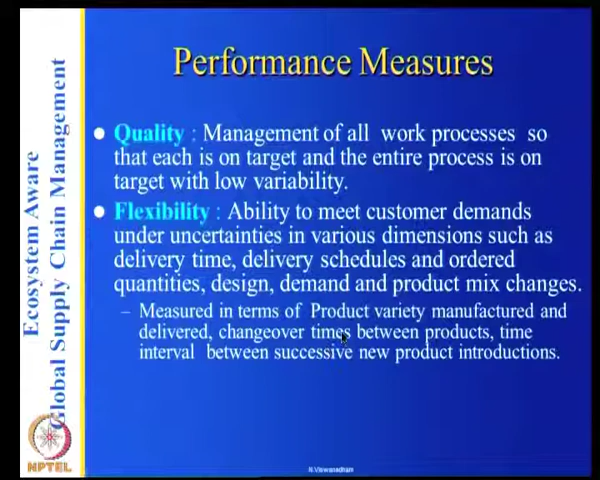 Performance Measures
Quality : Management of all work processes so
that each is on target and the entire process is on
target with low variability.
Flexibility : Ability to meet customer demands
under uncertainties in various dimensions such as
delivery time, delivery schedules and ordered
quantities, design, demand and product mix changes.
– Measured in terms of Product variety manufactured and
delivered, changeover times between products, time
interval between successive new product introductions.
Ecosystem Aware
Global Supply Chain Management
NPTEL
N.Viswanadham